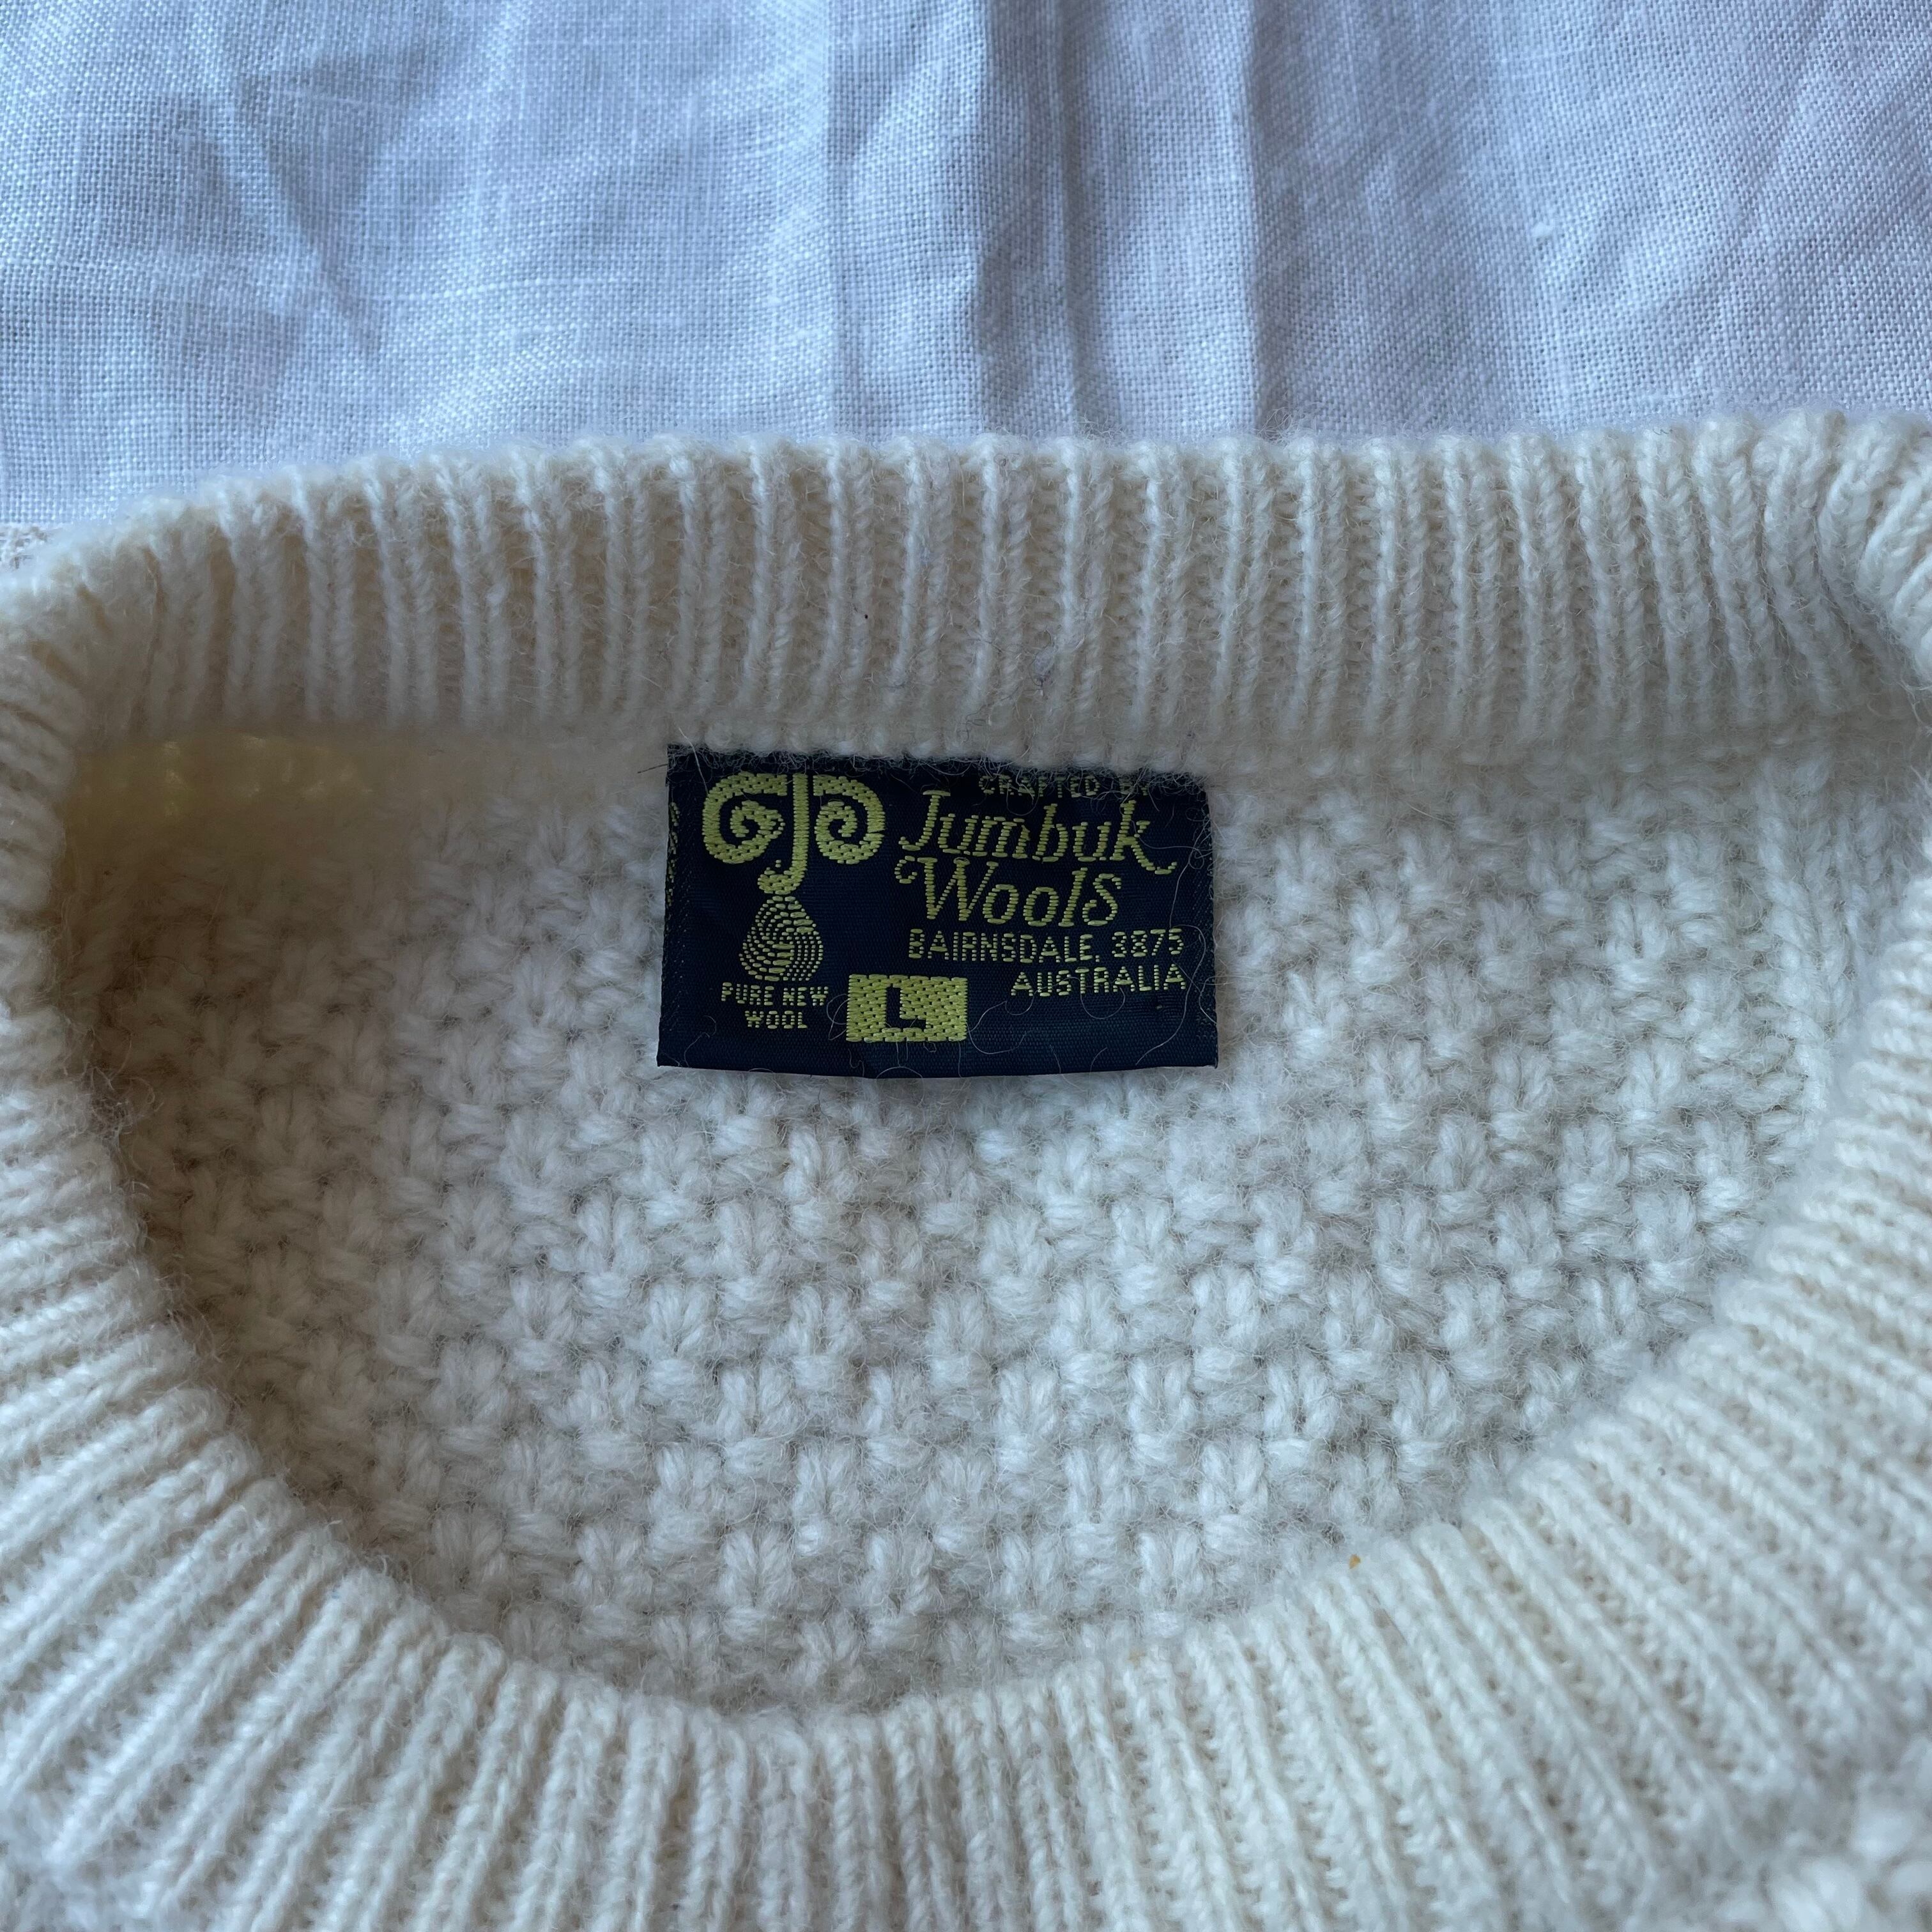 CRAFTED BY
Jumbuk
Wools
BAIRNSDALE, 3875
AUSTRALIA
PURE NEW
WOOL
L